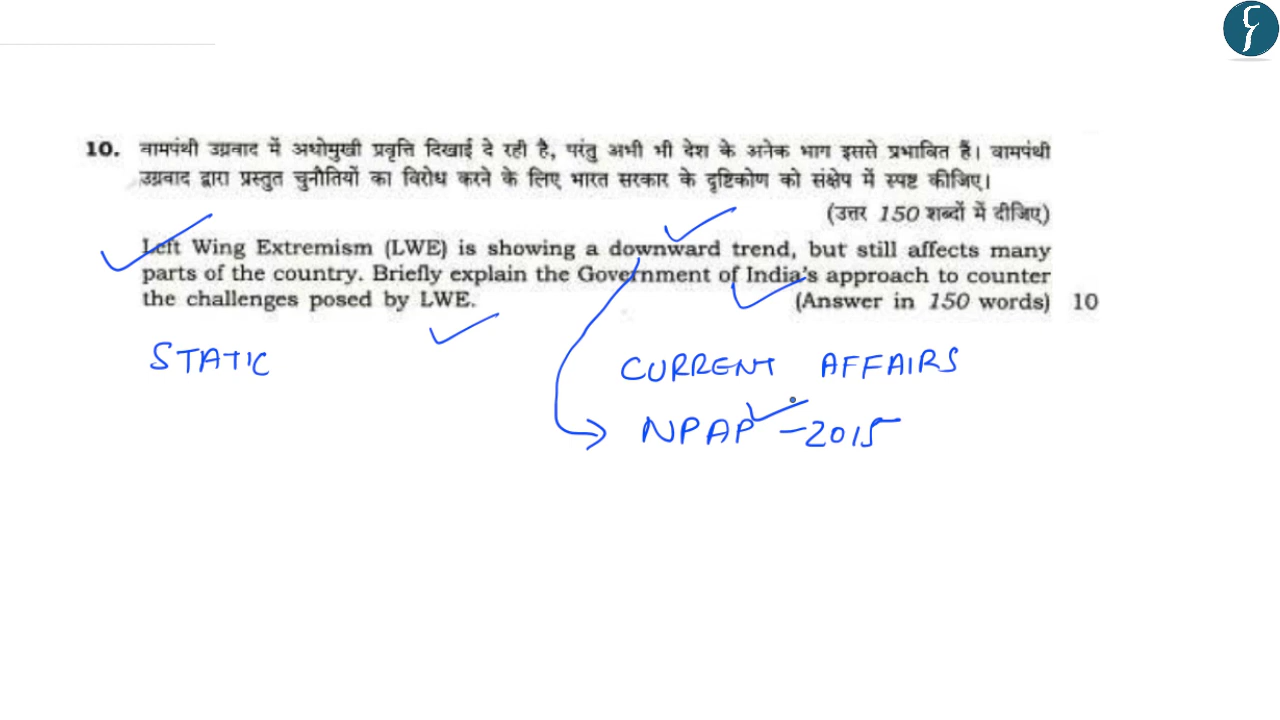 10. वामपंथी उग्रवाद में अधोमुखी प्रवृत्ति दिखाई दे रही है, परंतु अभी भी देश के अनेक भाग इससे प्रभावित हैं। वामपंथी
उग्रवाद द्वारा प्रस्तुत चुनौतियों का विरोध करने के लिए भारत सरकार के दृष्टिकोण को संक्षेप में स्पष्ट कीजिए।
(उत्तर 150 शब्दों में दीजिए)
Left Wing Extremism (LWE) is showing a downward trend, but still affects many
parts of the country. Briefly explain the Government of India's approach to counter
the challenges posed by LWE. (Answer in 150 words) 10
STATIC CURRENT AFFAIRS
NPAP - 2015